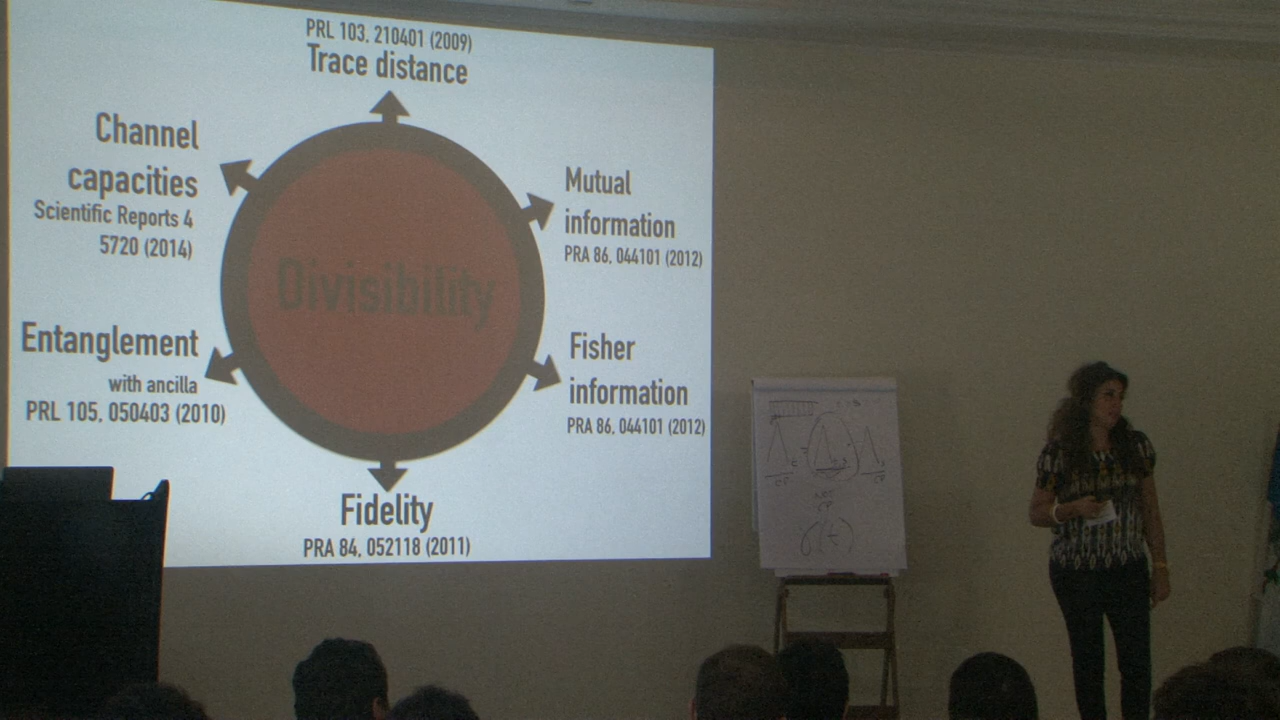 PRL 103, 210401 (2009)
Trace distance
Channel
capacities
Scientific Reports 4
5720 (2014)
Mutual
information
PRA 86, 044101 (2012)
Divisibility
Entanglement
with ancilla
PRL 105, 050403 (2010)
Fisher
information
PRA 86, 044101 (2012)
Fidelity
PRA 84, 052118 (2011)